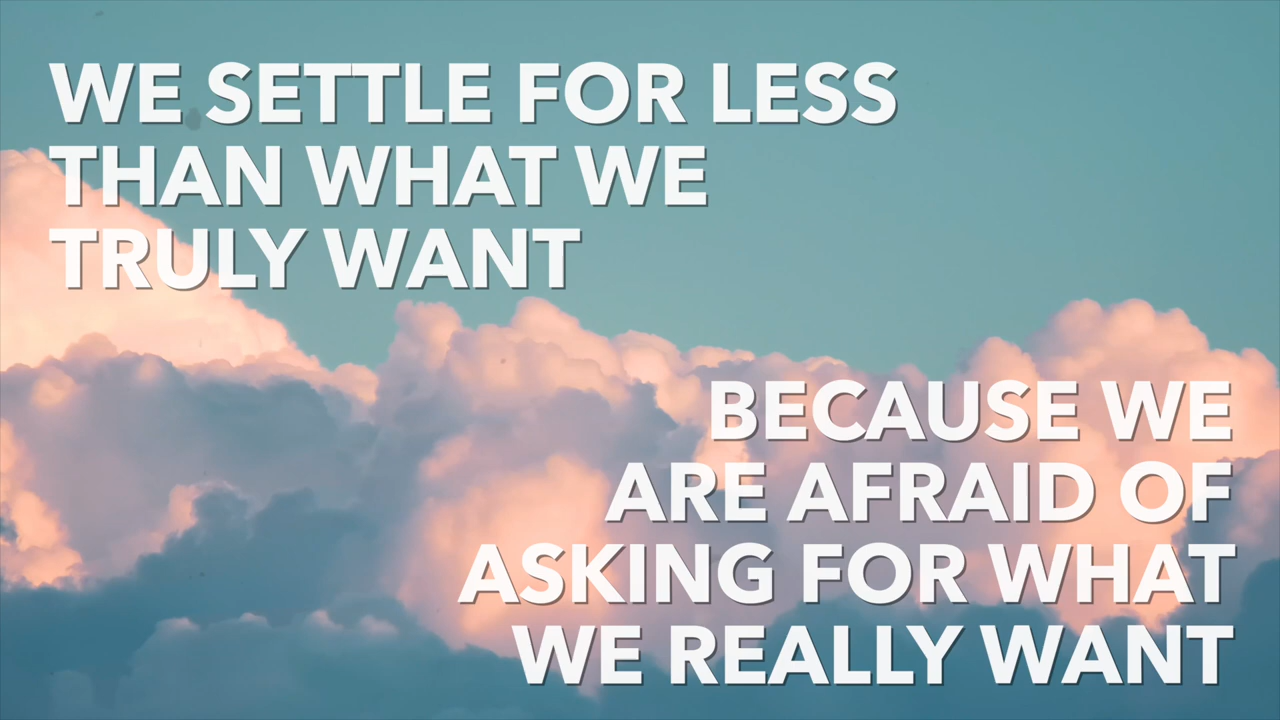 WE SETTLE FOR LESS
THAN WHAT WE
TRULY WANT
BECAUSE WE
ARE AFRAID OF
ASKING FOR WHAT
WE REALLY WANT